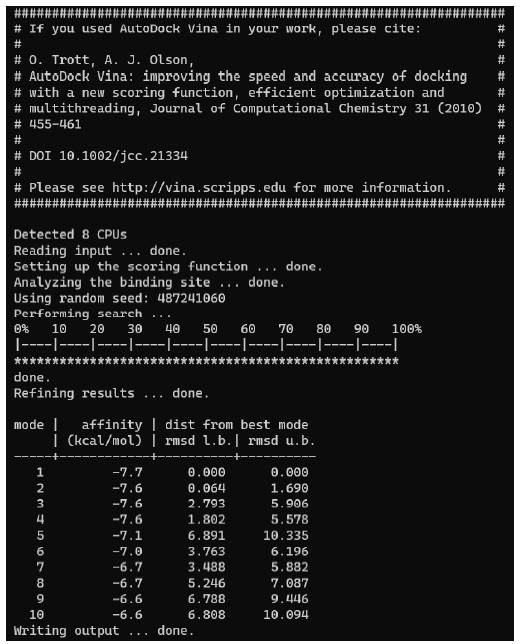 #################################################################
# If you used AutoDock Vina in your work, please cite:          #
#                                                               #
# O. Trott, A. J. Olson,                                        #
# AutoDock Vina: improving the speed and accuracy of docking    #
# with a new scoring function, efficient optimization and       #
# multithreading, Journal of Computational Chemistry 31 (2010)  #
# 455-461                                                       #
#                                                               #
# DOI 10.1002/jcc.21334                                         #
#                                                               #
# Please see http://vina.scripps.edu for more information.      #
#################################################################

Detected 8 CPUs
Reading input ... done.
Setting up the scoring function ... done.
Analyzing the binding site ... done.
Using random seed: 487241060
Performing search ...
0%   10   20   30   40   50   60   70   80   90   100%
|----|----|----|----|----|----|----|----|----|----|
***************************************************
done.
Refining results ... done.

mode |   affinity | dist from best mode
     | (kcal/mol) | rmsd l.b.| rmsd u.b.
-----+------------+----------+----------
   1         -7.7      0.000      0.000
   2         -7.6      0.064      1.690
   3         -7.6      2.793      5.906
   4         -7.6      1.802      5.578
   5         -7.1      6.891     10.335
   6         -7.0      3.763      6.196
   7         -6.7      3.488      5.882
   8         -6.7      5.246      7.087
   9         -6.6      6.788      9.446
  10         -6.6      6.808     10.094
Writing output ... done.